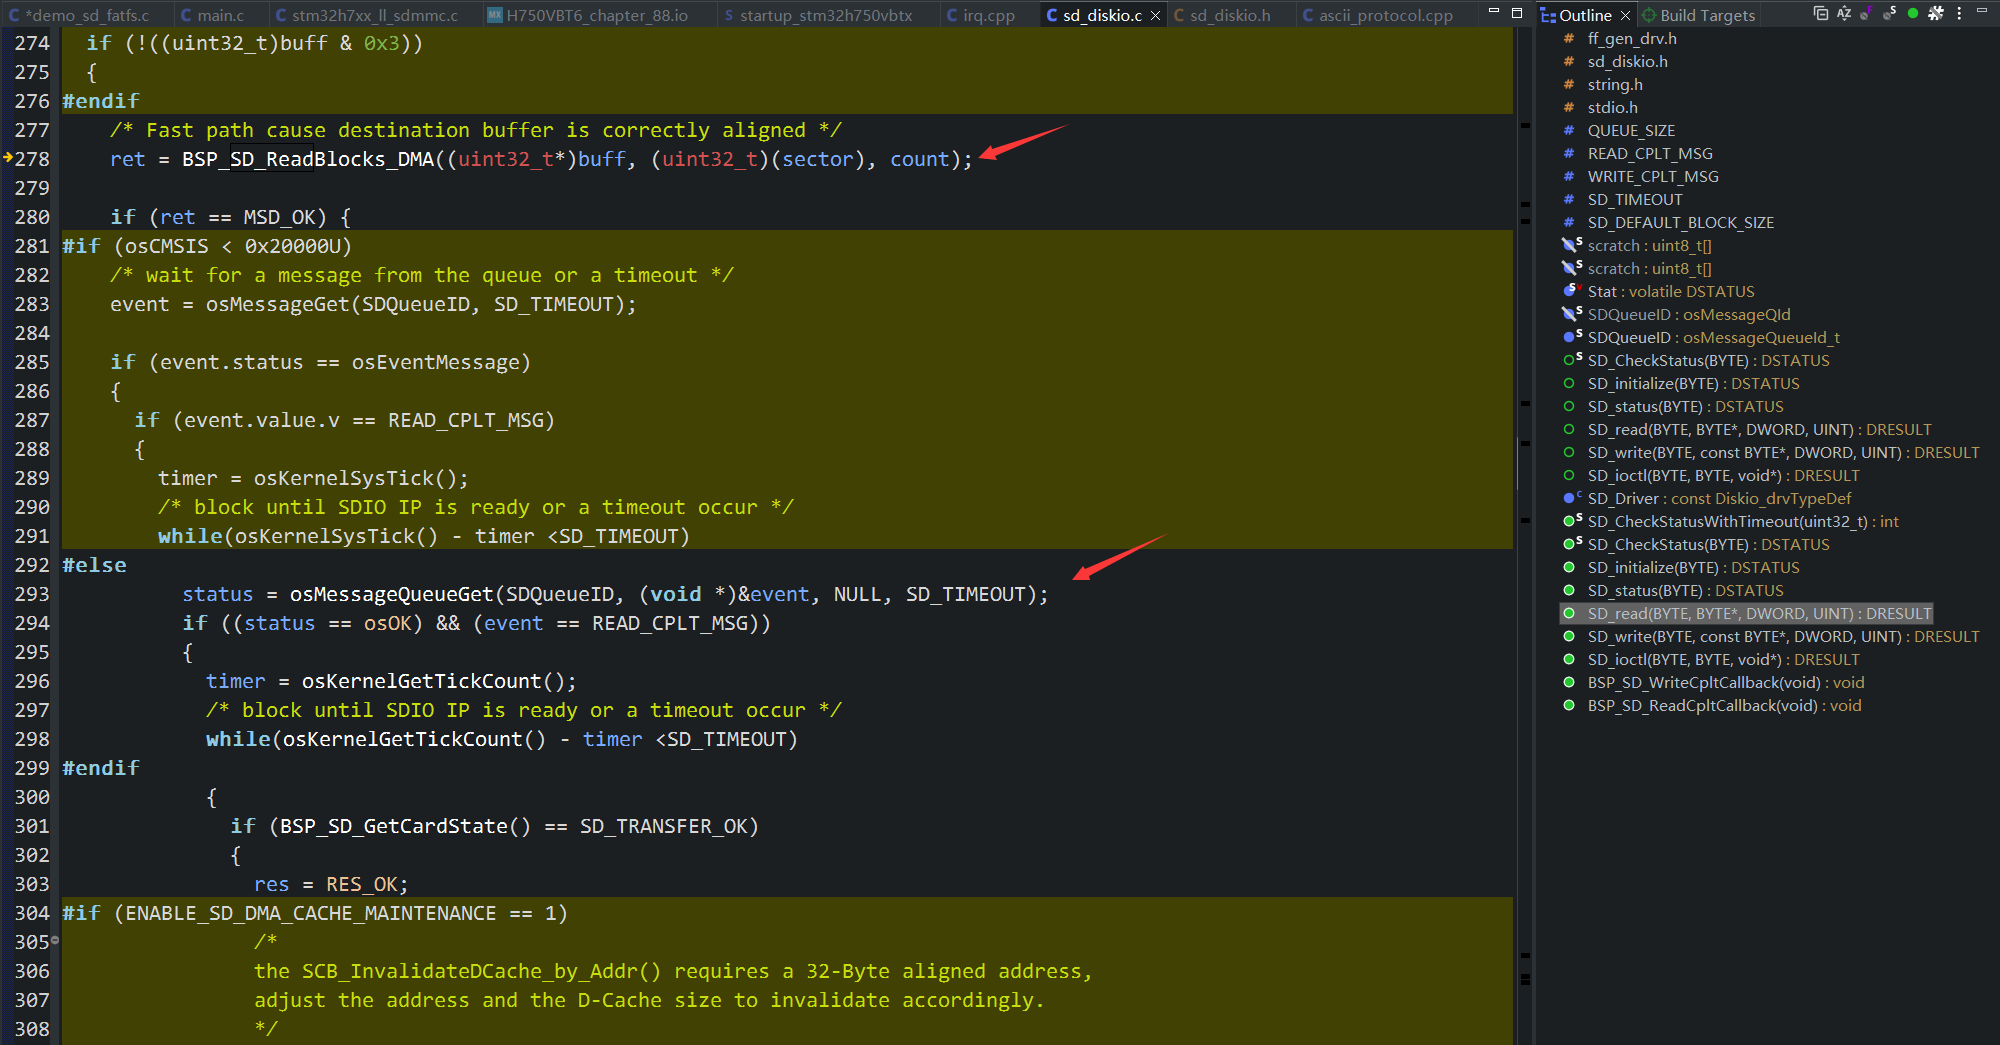 *demo_sd_fatfs.c main.c stm32h7xx_ll_sdmmc.c H750VBT6_chapter_88.io startup_stm32h750vbtx irq.cpp sd_diskio.c sd_diskio.h ascii_protocol.cpp
274 if (!((uint32_t)buff & 0x3))
275 {
276 #endif
277 /* Fast path cause destination buffer is correctly aligned */
278 ret = BSP_SD_ReadBlocks_DMA((uint32_t*)buff, (uint32_t)(sector), count);
279
280 if (ret == MSD_OK) {
281 #if (osCMSIS < 0x20000U)
282 /* wait for a message from the queue or a timeout */
283 event = osMessageGet(SDQueueID, SD_TIMEOUT);
284
285 if (event.status == osEventMessage)
286 {
287 if (event.value.v == READ_CPLT_MSG)
288 {
289 timer = osKernelSysTick();
290 /* block until SDIO IP is ready or a timeout occur */
291 while(osKernelSysTick() - timer <SD_TIMEOUT)
292 #else
293 status = osMessageQueueGet(SDQueueID, (void *)&event, NULL, SD_TIMEOUT);
294 if ((status == osOK) && (event == READ_CPLT_MSG))
295 {
296 timer = osKernelGetTickCount();
297 /* block until SDIO IP is ready or a timeout occur */
298 while(osKernelGetTickCount() - timer <SD_TIMEOUT)
299 #endif
300 {
301 if (BSP_SD_GetCardState() == SD_TRANSFER_OK)
302 {
303 res = RES_OK;
304 #if (ENABLE_SD_DMA_CACHE_MAINTENANCE == 1)
305 /*
306 the SCB_InvalidateDCache_by_Addr() requires a 32-Byte aligned address,
307 adjust the address and the D-Cache size to invalidate accordingly.
308 */
Outline Build Targets
ff_gen_drv.h
sd_diskio.h
string.h
stdio.h
QUEUE_SIZE
READ_CPLT_MSG
WRITE_CPLT_MSG
SD_TIMEOUT
SD_DEFAULT_BLOCK_SIZE
scratch : uint8_t[]
scratch : uint8_t[]
Stat : volatile DSTATUS
SDQueueID : osMessageQId
SDQueueID : osMessageQueueId_t
SD_CheckStatus(BYTE) : DSTATUS
SD_initialize(BYTE) : DSTATUS
SD_status(BYTE) : DSTATUS
SD_read(BYTE, BYTE*, DWORD, UINT) : DRESULT
SD_write(BYTE, const BYTE*, DWORD, UINT) : DRESULT
SD_ioctl(BYTE, BYTE, void*) : DRESULT
SD_Driver : const Diskio_drvTypeDef
SD_CheckStatusWithTimeout(uint32_t) : int
SD_CheckStatus(BYTE) : DSTATUS
SD_initialize(BYTE) : DSTATUS
SD_status(BYTE) : DSTATUS
SD_read(BYTE, BYTE*, DWORD, UINT) : DRESULT
SD_write(BYTE, const BYTE*, DWORD, UINT) : DRESULT
SD_ioctl(BYTE, BYTE, void*) : DRESULT
BSP_SD_WriteCpltCallback(void) : void
BSP_SD_ReadCpltCallback(void) : void